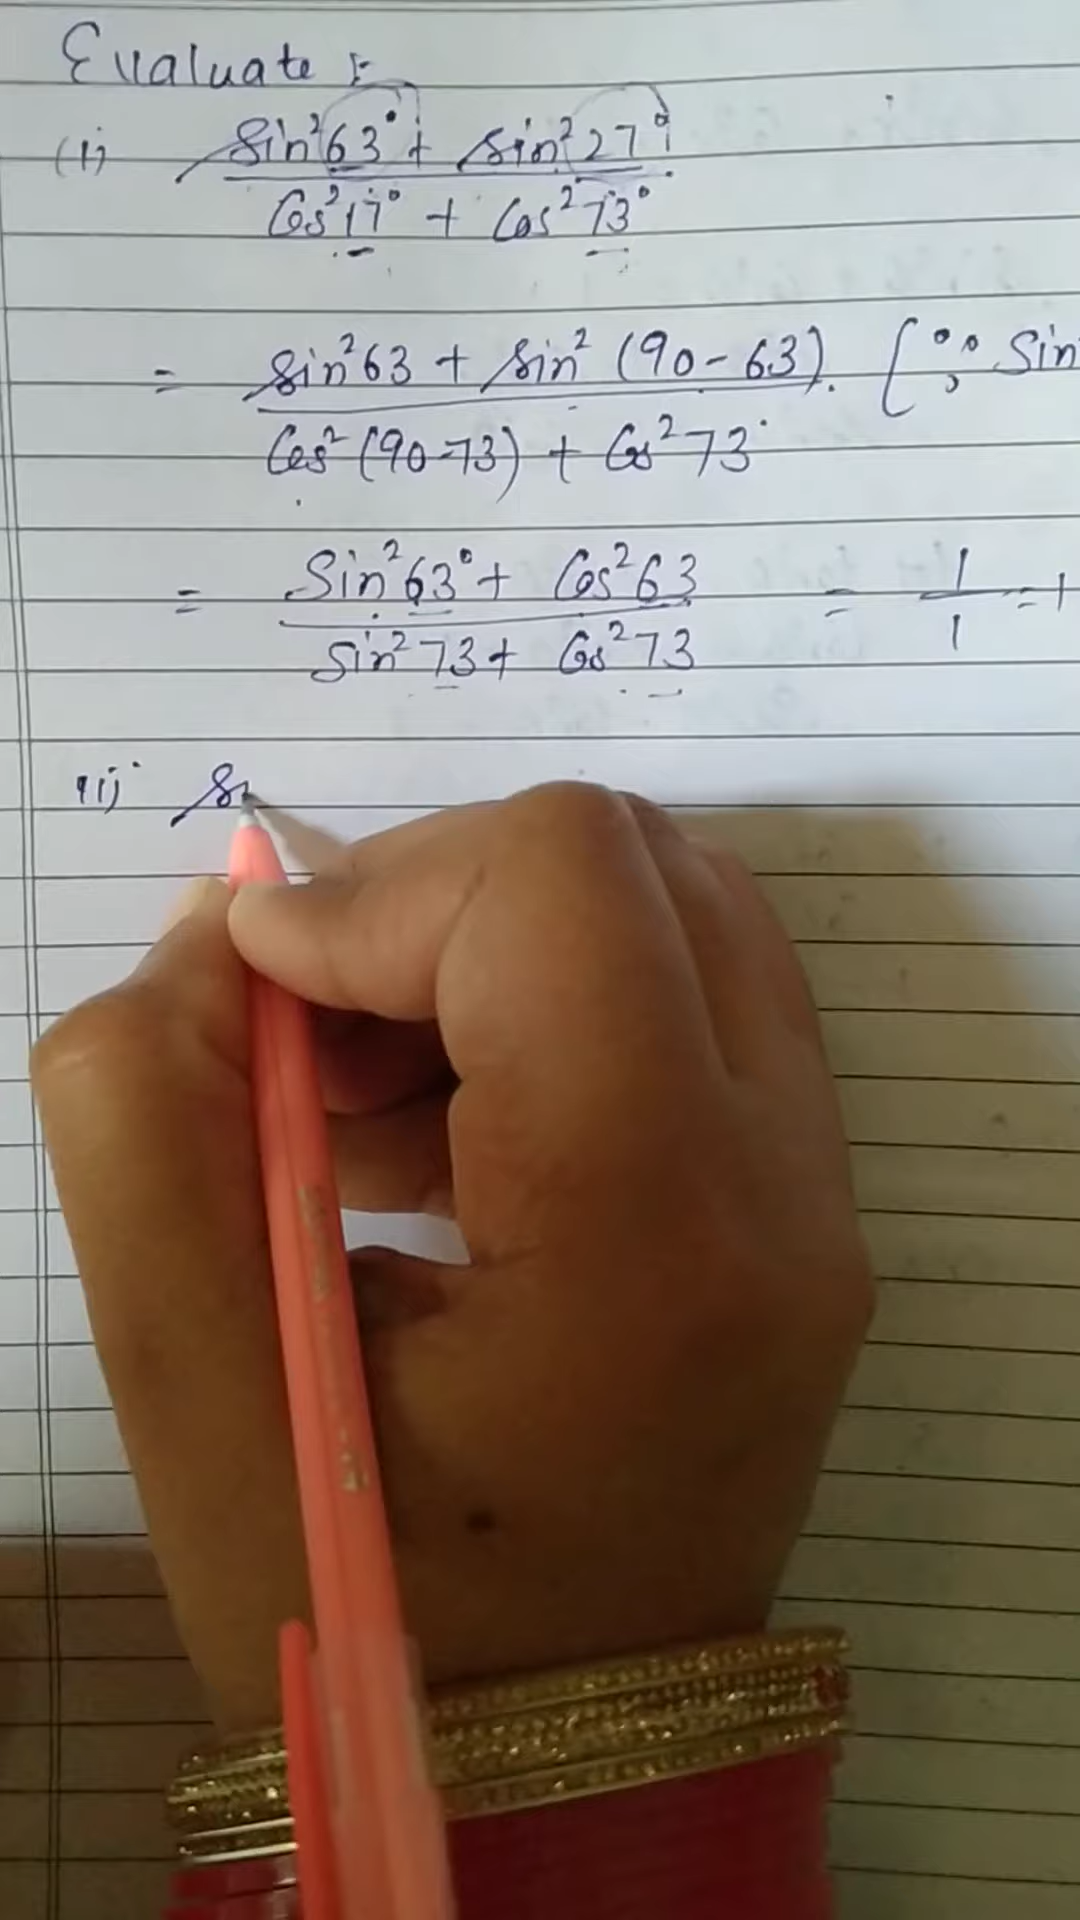 Evaluate :-
(i) Sin²63° + Sin²27°
Cos²17° + Cos²73°
= Sin²63 + Sin² (90-63). [∵ Sin
Cos² (90-73) + Cos²73°
= Sin²63° + Cos²63 = 1 = 1
Sin²73 + Cos²73 1
ii) Si